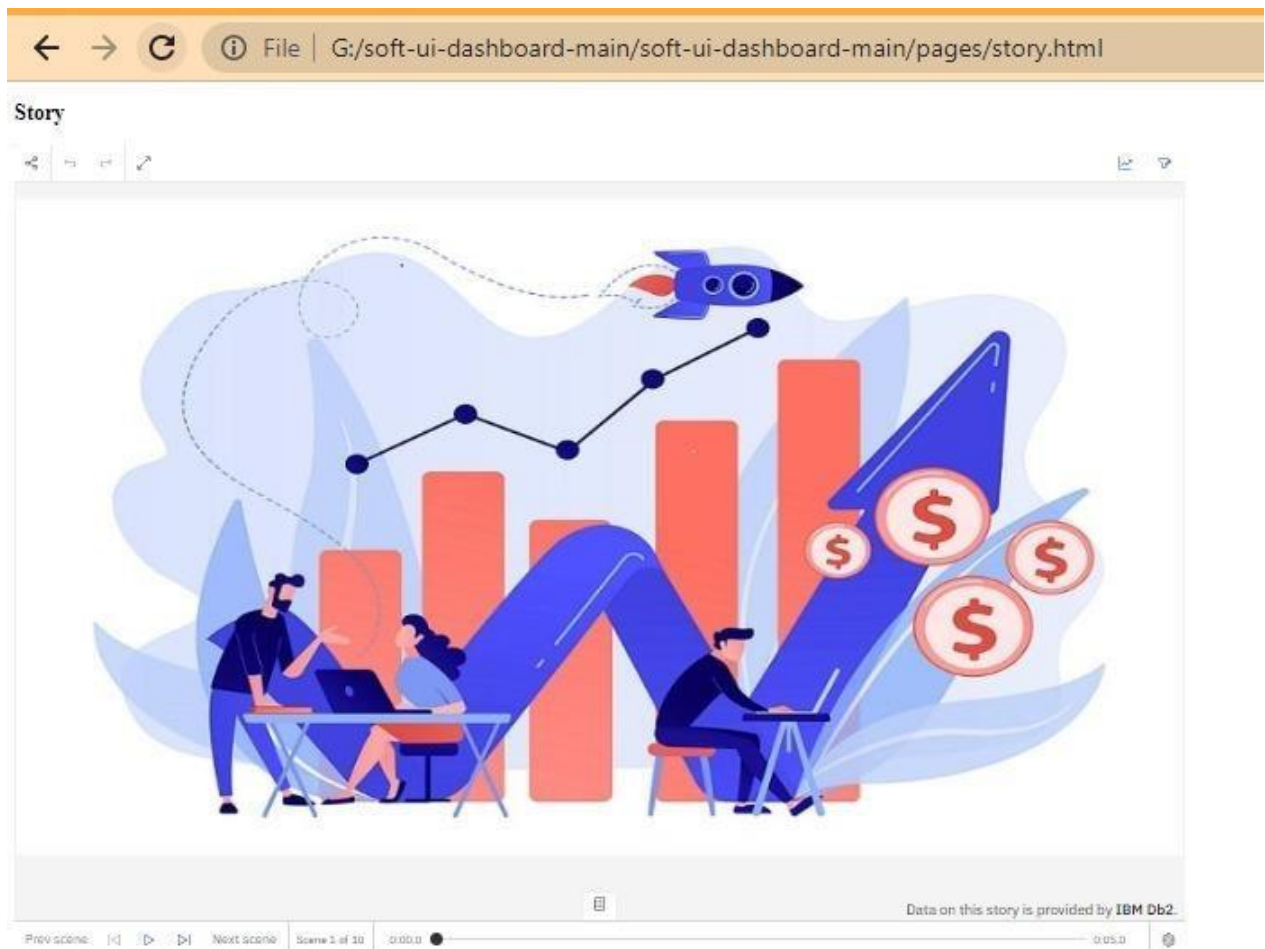 File | G:/soft-ui-dashboard-main/soft-ui-dashboard-main/pages/story.html
Story
$
$
$
$
Data on this story is provided by IBM Db2.
Prev scene Next scene Scene 1 of 10 0:00.0 0:05.0